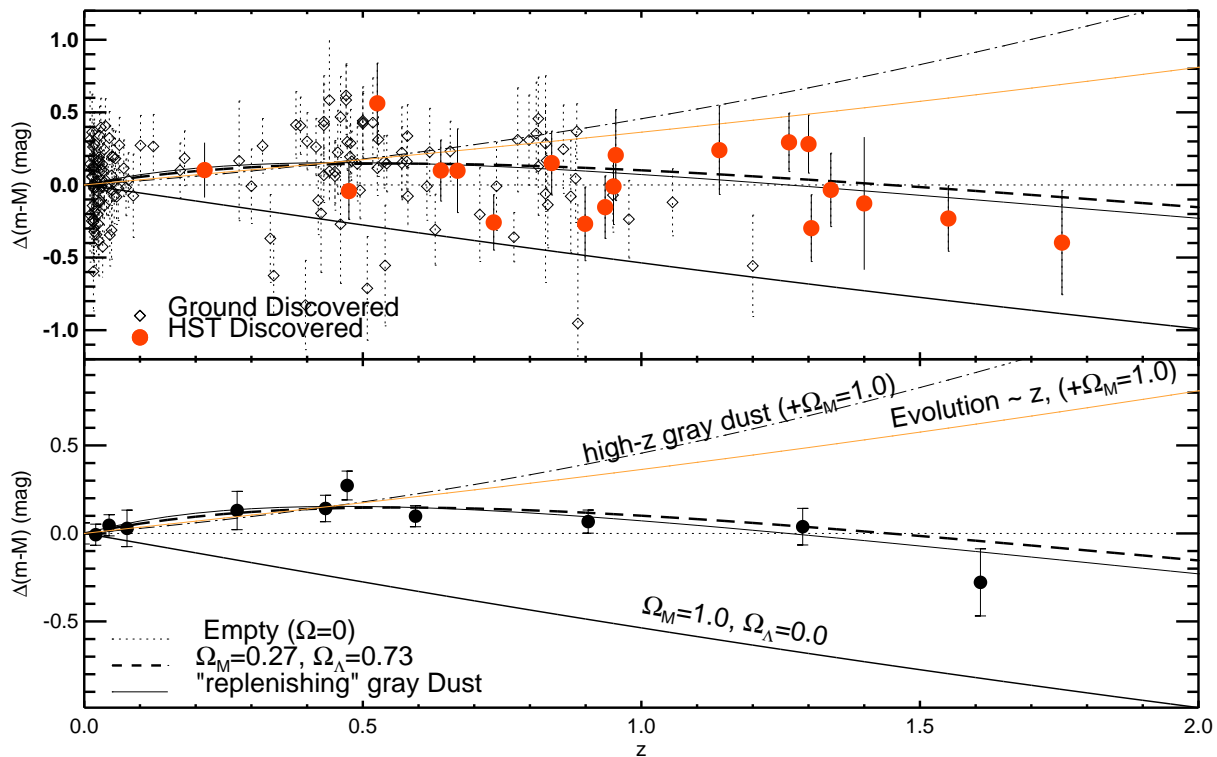 1.0
0.5
0.0
-0.5
-1.0
Δ(m-M) (mag)
Ground Discovered
HST Discovered
high-z gray dust (+Ω_M=1.0)
Evolution ~ z, (+Ω_M=1.0)
0.5
0.0
-0.5
Δ(m-M) (mag)
Ω_M=1.0, Ω_Λ=0.0
Empty (Ω=0)
Ω_M=0.27, Ω_Λ=0.73
"replenishing" gray Dust
0.0 0.5 1.0 1.5 2.0
z